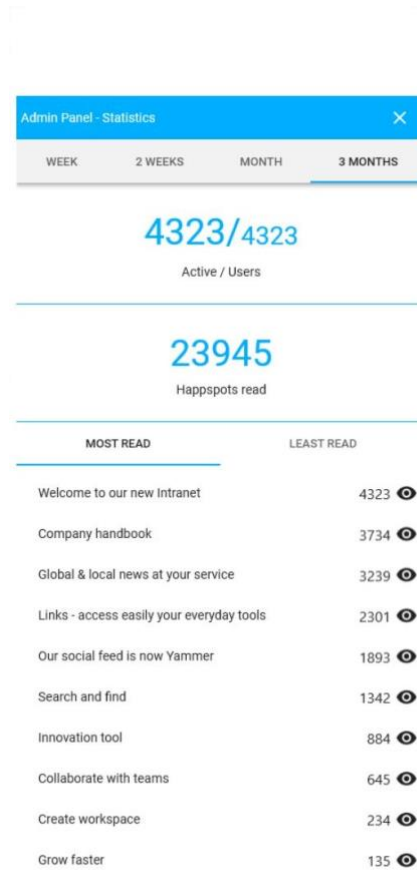 Admin Panel - Statistics
WEEK 2 WEEKS MONTH 3 MONTHS
4323/4323
Active / Users
23945
Happspots read
MOST READ LEAST READ
Welcome to our new Intranet 4323
Company handbook 3734
Global & local news at your service 3239
Links - access easily your everyday tools 2301
Our social feed is now Yammer 1893
Search and find 1342
Innovation tool 884
Collaborate with teams 645
Create workspace 234
Grow faster 135